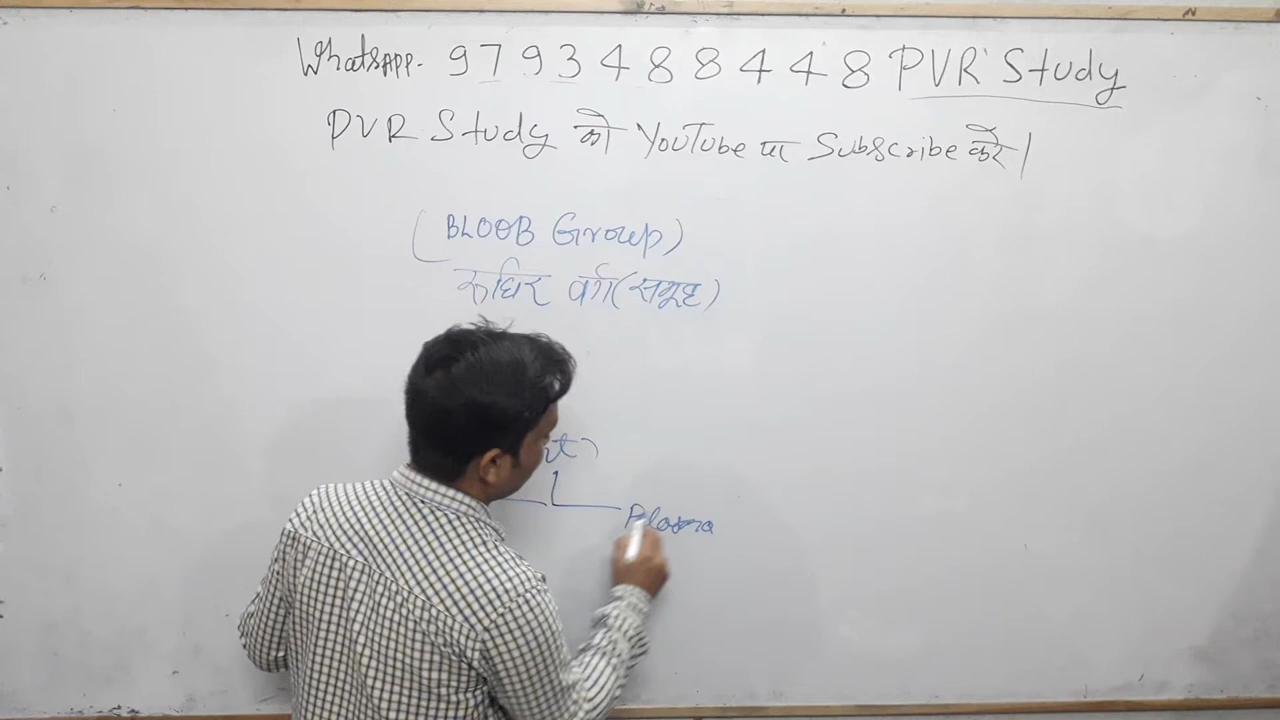 WhatsApp. 9793488448 PVR Study
PVR Study को YouTube पर Subscribe करें।
(BLOOB Group)
रूधिर वर्ग (समूह)
Plasma